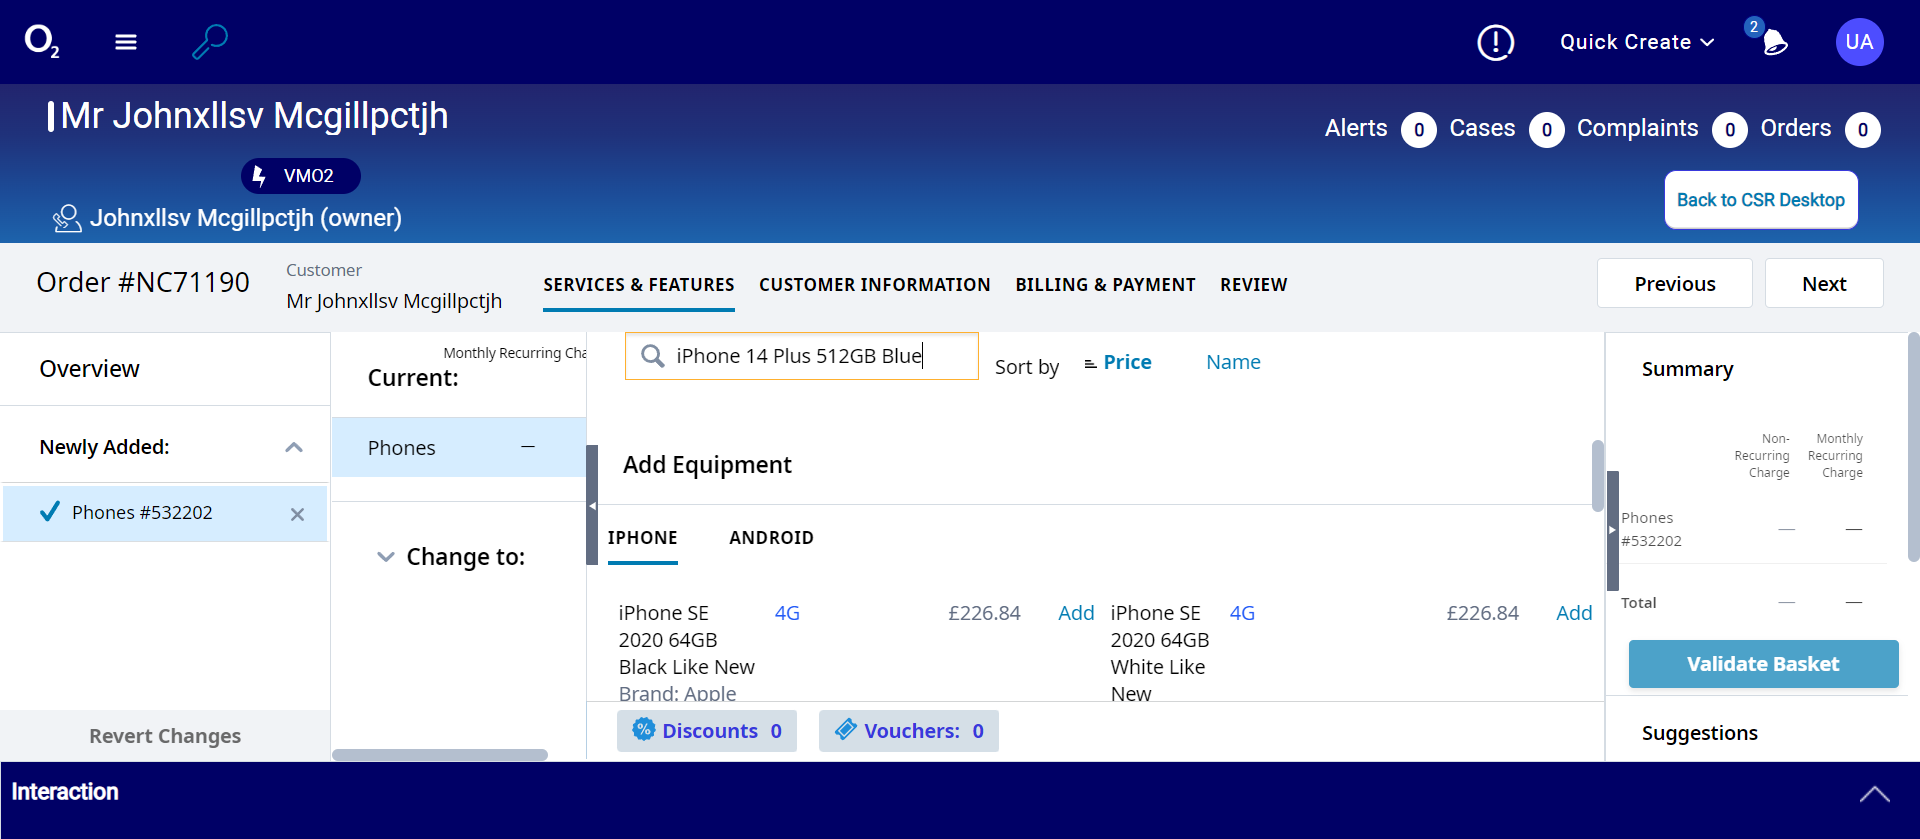 O2
Quick Create
2
UA
Mr Johnxllsv Mcgillpctjh
Alerts 0 Cases 0 Complaints 0 Orders 0
VMO2
Johnxllsv Mcgillpctjh (owner)
Back to CSR Desktop
Order #NC71190
Customer
Mr Johnxllsv Mcgillpctjh
SERVICES & FEATURES CUSTOMER INFORMATION BILLING & PAYMENT REVIEW
Previous
Next
Overview
Newly Added:
Phones #532202
Revert Changes
Monthly Recurring Cha
Current:
Phones —
Change to:
iPhone 14 Plus 512GB Blue
Sort by Price Name
Add Equipment
IPHONE ANDROID
iPhone SE 4G £226.84 Add
2020 64GB
Black Like New
Brand: Apple
iPhone SE 4G £226.84 Add
2020 64GB
White Like
New
% Discounts 0
Vouchers: 0
Summary
Non-
Recurring
Charge
Monthly
Recurring
Charge
Phones
#532202 — —
Total — —
Validate Basket
Suggestions
Interaction